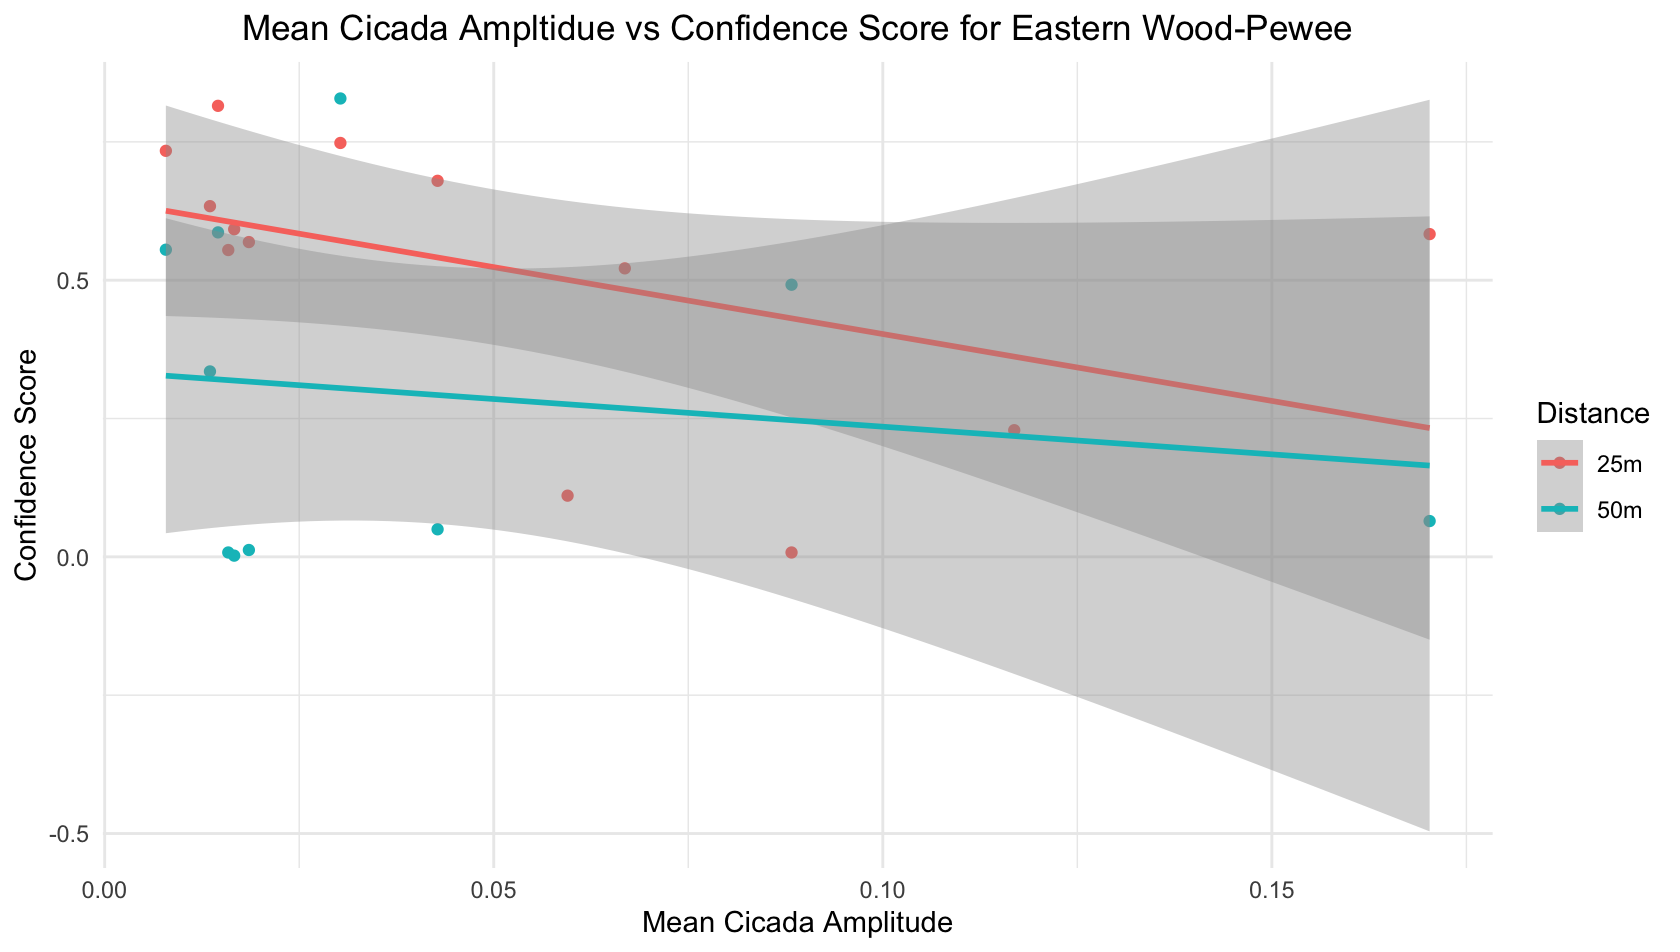 Mean Cicada Ampltidue vs Confidence Score for Eastern Wood-Pewee
Confidence Score
0.5
0.0
-0.5
0.00
0.05
0.10
0.15
Mean Cicada Amplitude
Distance
25m
50m